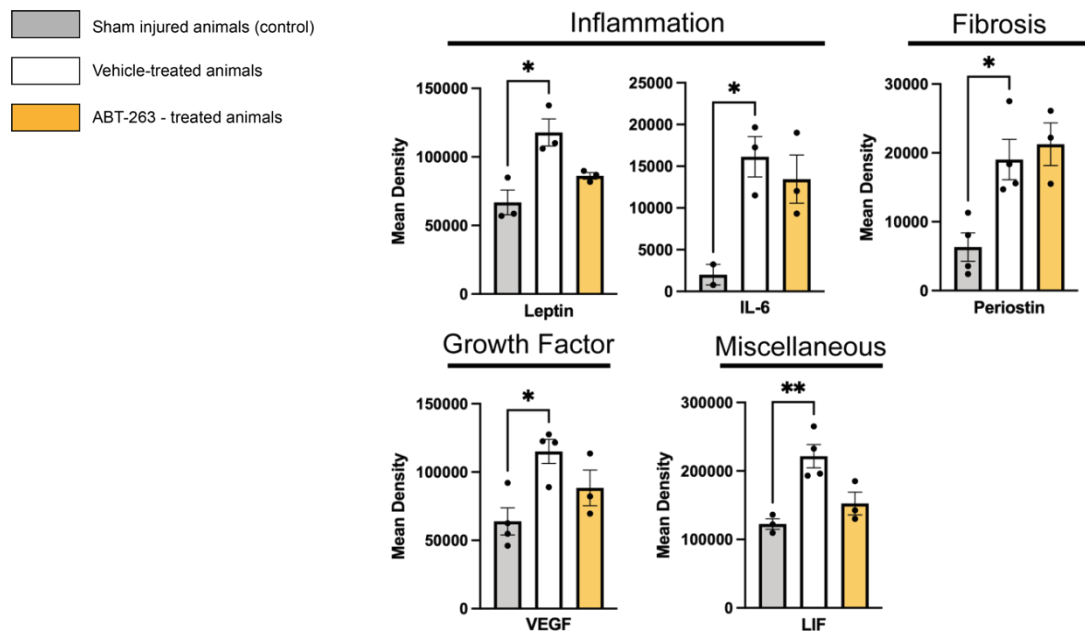 Sham injured animals (control)
Vehicle-treated animals
ABT-263 - treated animals
Inflammation
Fibrosis
Mean Density
150000
100000
50000
0
*
Leptin
Mean Density
25000
20000
15000
10000
5000
0
*
IL-6
Mean Density
30000
20000
10000
0
*
Periostin
Growth Factor
Miscellaneous
Mean Density
150000
100000
50000
0
*
VEGF
Mean Density
300000
200000
100000
0
**
LIF